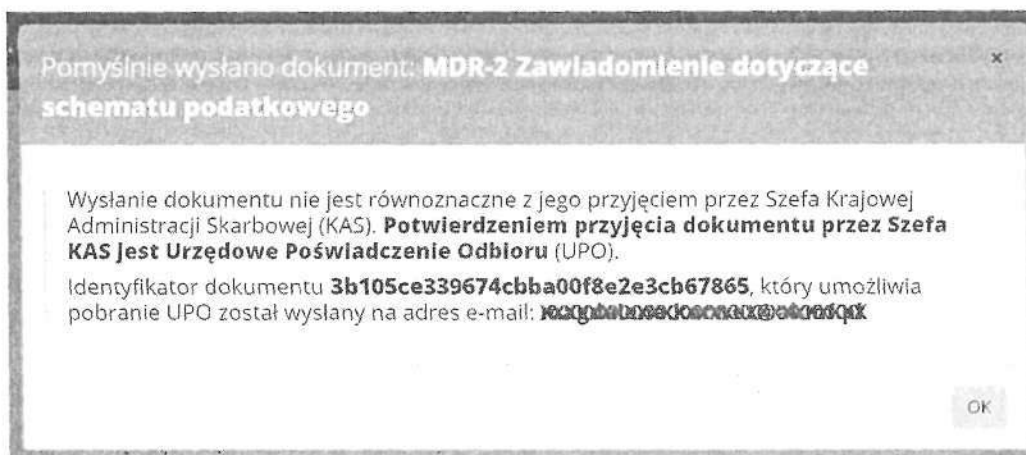 Pomyślnie wysłano dokument: MDR-2 Zawiadomienie dotyczące
schematu podatkowego
×
Wysłanie dokumentu nie jest równoznaczne z jego przyjęciem przez Szefa Krajowej
Administracji Skarbowej (KAS). Potwierdzeniem przyjęcia dokumentu przez Szefa
KAS jest Urzędowe Poświadczenie Odbioru (UPO).
Identyfikator dokumentu 3b105ce339674cbba00f8e2e3cb67865, który umożliwia
pobranie UPO został wysłany na adres e-mail:
OK